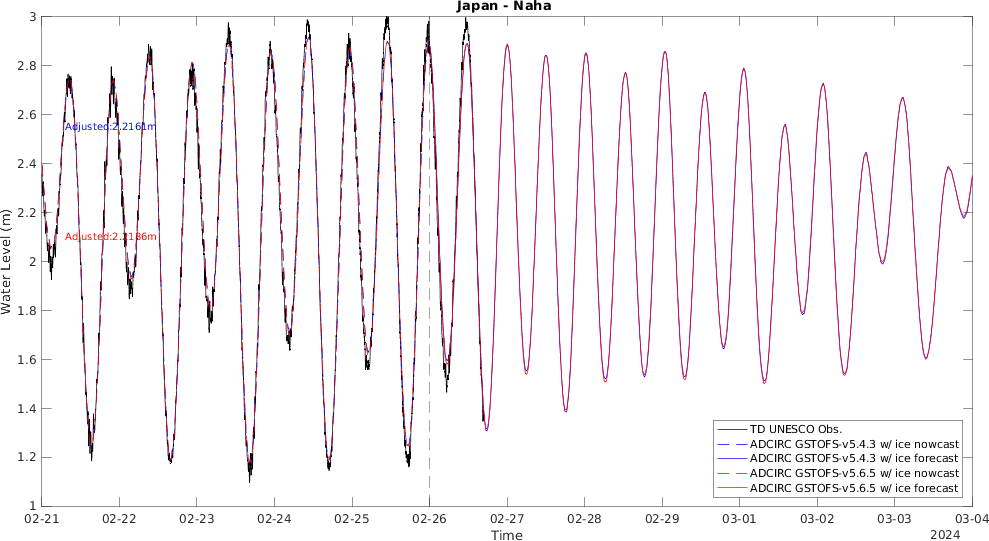 Japan - Naha
3
2.8
2.6
2.4
2.2
2
1.8
1.6
1.4
1.2
1
Water Level (m)
Adjusted:2.2161m
Adjusted:2.2186m
TD UNESCO Obs.
ADCIRC GSTOFS-v5.4.3 w/ ice nowcast
ADCIRC GSTOFS-v5.4.3 w/ ice forecast
ADCIRC GSTOFS-v5.6.5 w/ ice nowcast
ADCIRC GSTOFS-v5.6.5 w/ ice forecast
02-21 02-22 02-23 02-24 02-25 02-26 02-27 02-28 02-29 03-01 03-02 03-03 03-04
Time 2024